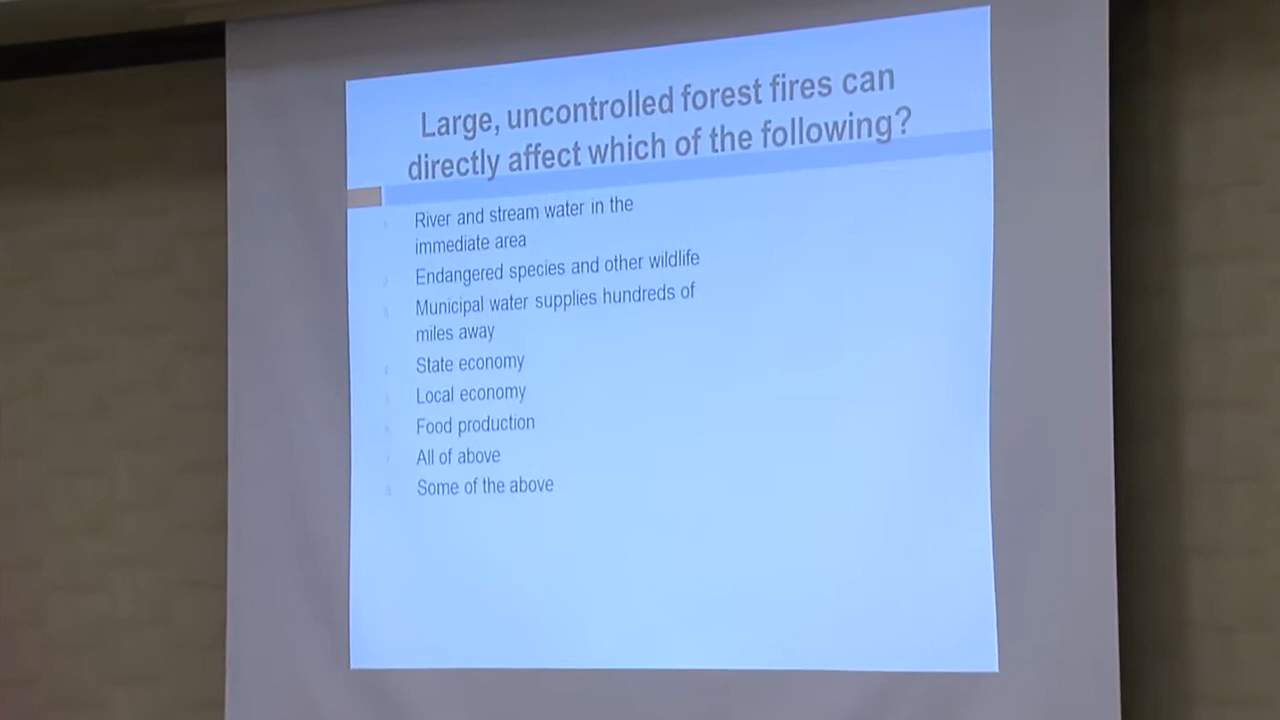 Large, uncontrolled forest fires can
directly affect which of the following?
River and stream water in the
immediate area
Endangered species and other wildlife
Municipal water supplies hundreds of
miles away
State economy
Local economy
Food production
All of above
Some of the above